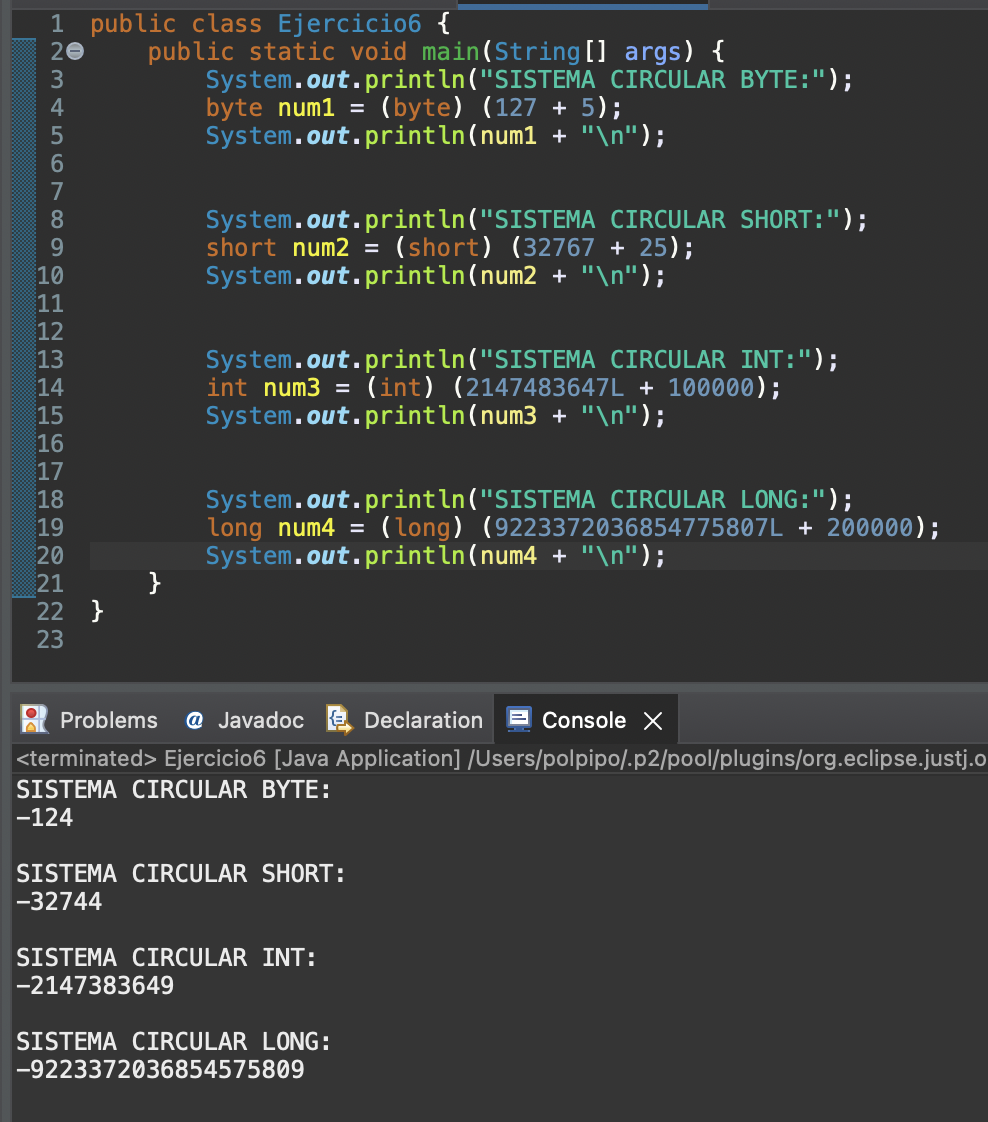 1 public class Ejercicio6 {
2 public static void main(String[] args) {
3 System.out.println("SISTEMA CIRCULAR BYTE:");
4 byte num1 = (byte) (127 + 5);
5 System.out.println(num1 + "\n");
6
7
8 System.out.println("SISTEMA CIRCULAR SHORT:");
9 short num2 = (short) (32767 + 25);
10 System.out.println(num2 + "\n");
11
12
13 System.out.println("SISTEMA CIRCULAR INT:");
14 int num3 = (int) (2147483647L + 100000);
15 System.out.println(num3 + "\n");
16
17
18 System.out.println("SISTEMA CIRCULAR LONG:");
19 long num4 = (long) (9223372036854775807L + 200000);
20 System.out.println(num4 + "\n");
21 }
22 }
23
Problems @ Javadoc Declaration Console
<terminated> Ejercicio6 [Java Application] /Users/polpipo/.p2/pool/plugins/org.eclipse.justj.o
SISTEMA CIRCULAR BYTE:
-124
SISTEMA CIRCULAR SHORT:
-32744
SISTEMA CIRCULAR INT:
-2147383649
SISTEMA CIRCULAR LONG:
-9223372036854575809